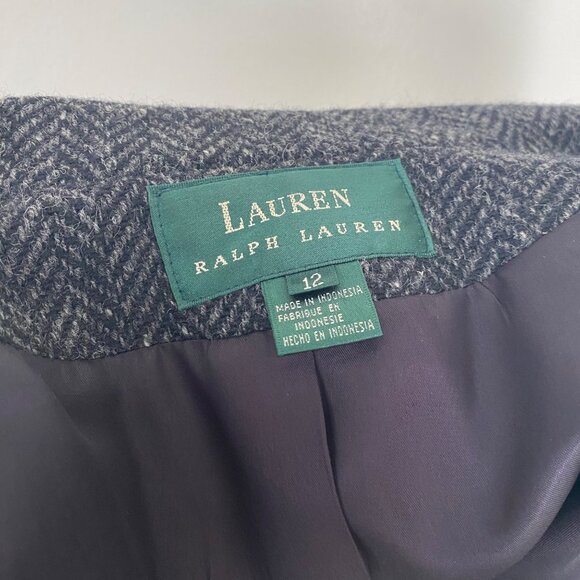 LAUREN
RALPH LAUREN
12
MADE IN INDONESIA
FABRIQUE EN
INDONESIE
HECHO EN INDONESIA